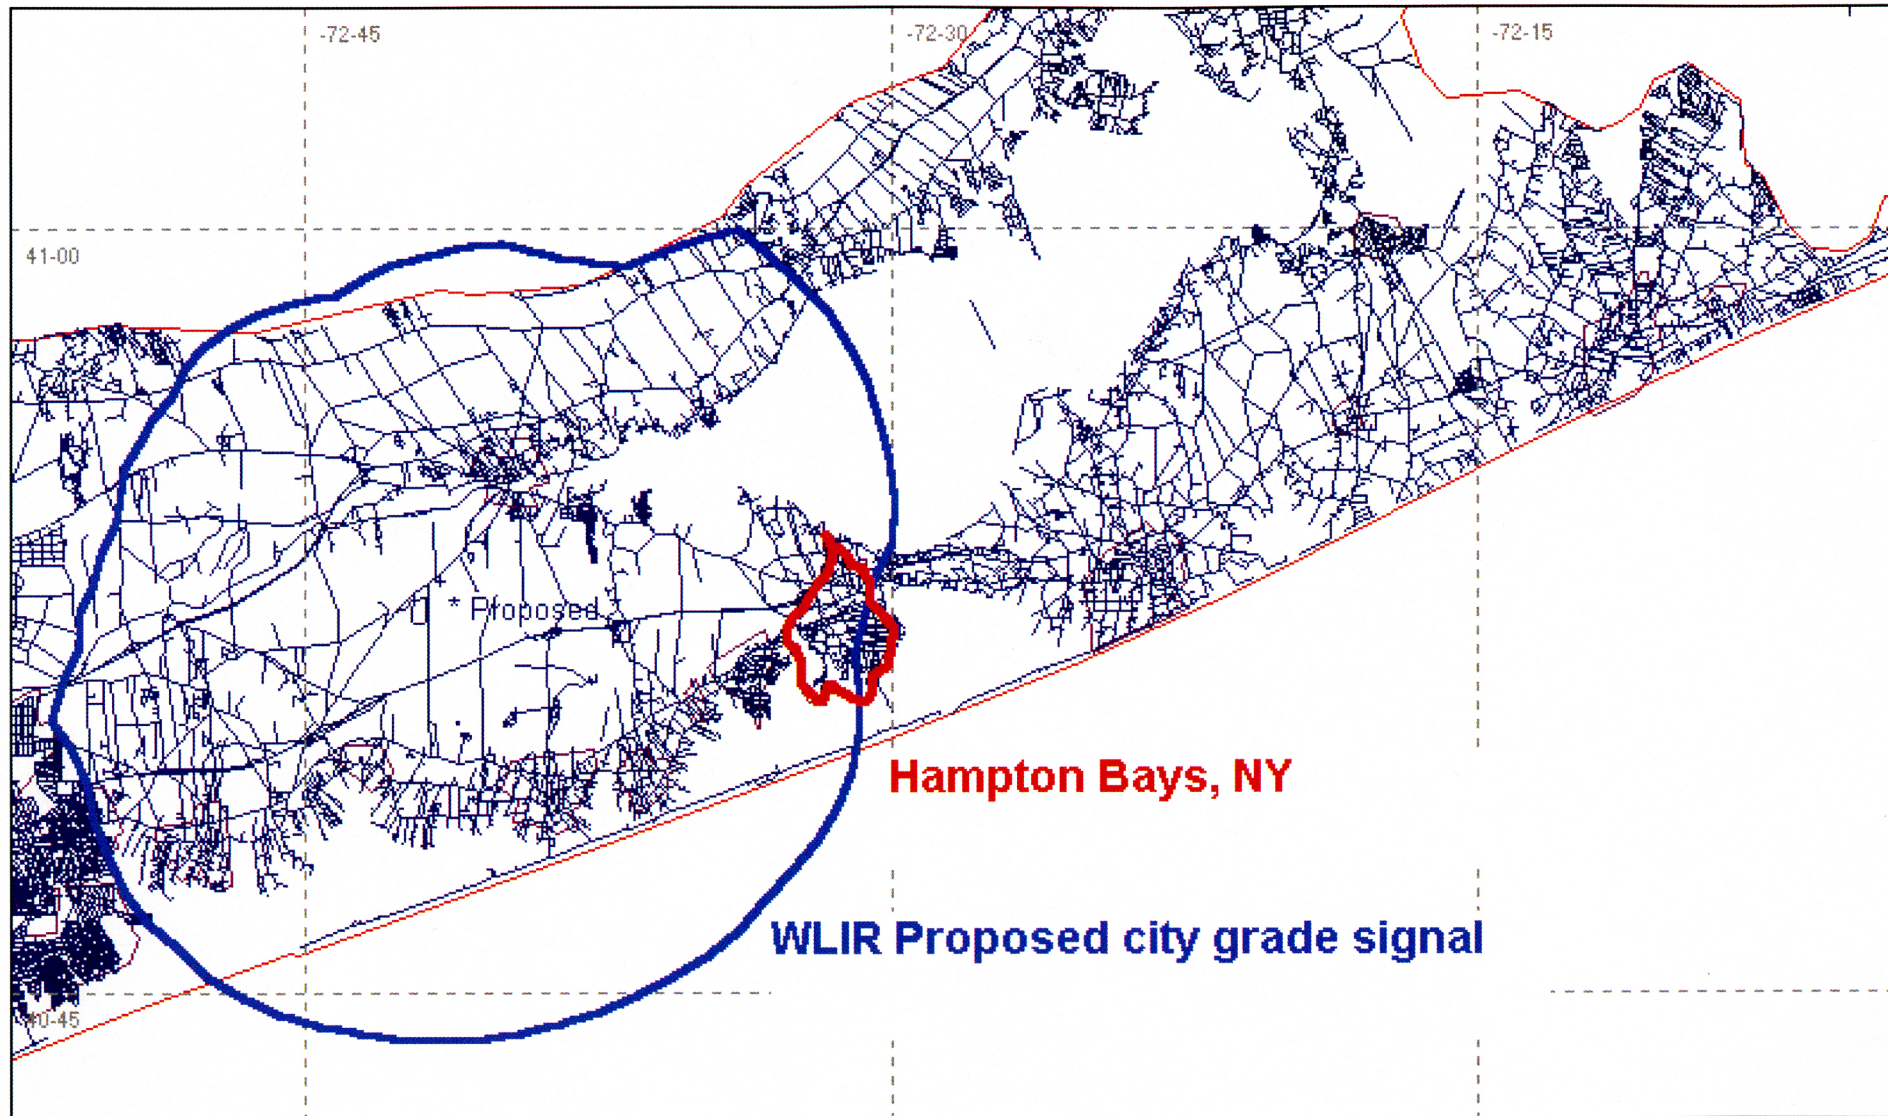 -72-45
-72-30
-72-15
41-00
* Proposed
Hampton Bays, NY
WLIR Proposed city grade signal
40-45